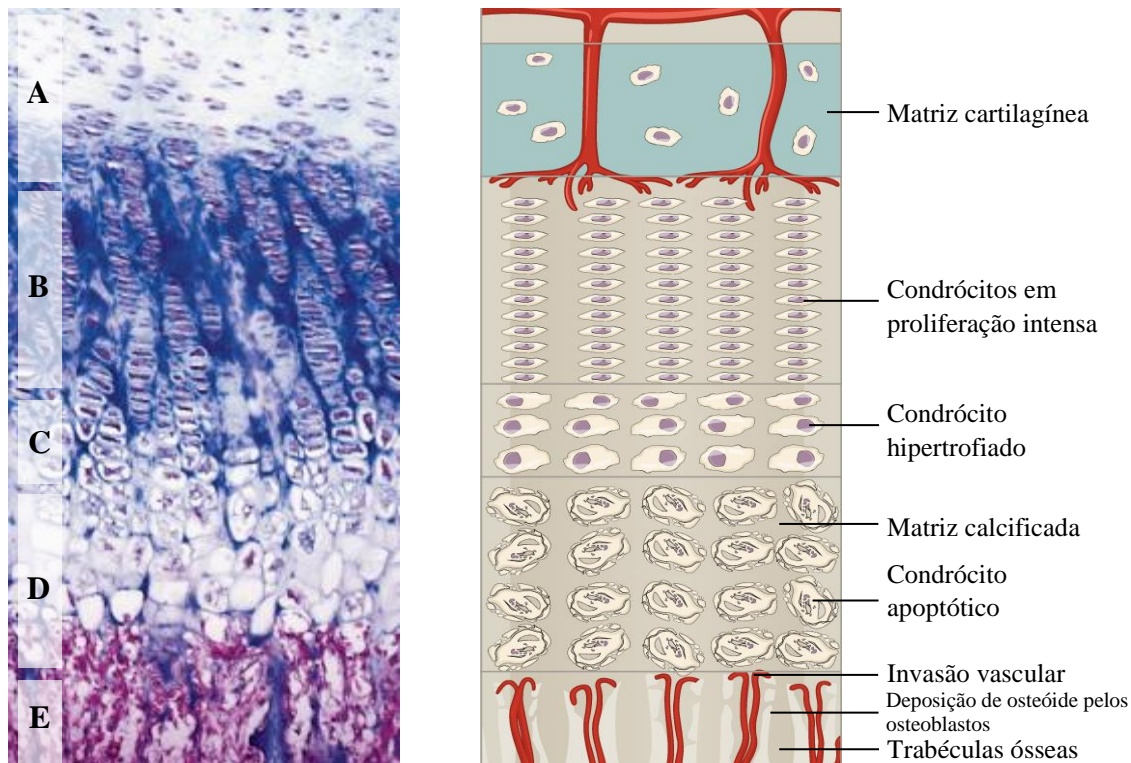 A
B
C
D
E
Matriz cartilagínea
Condrócitos em
proliferação intensa
Condrócito
hipertrofiado
Matriz calcificada
Condrócito
apoptótico
Invasão vascular
Deposição de osteóide pelos
osteoblastos
Trabéculas ósseas